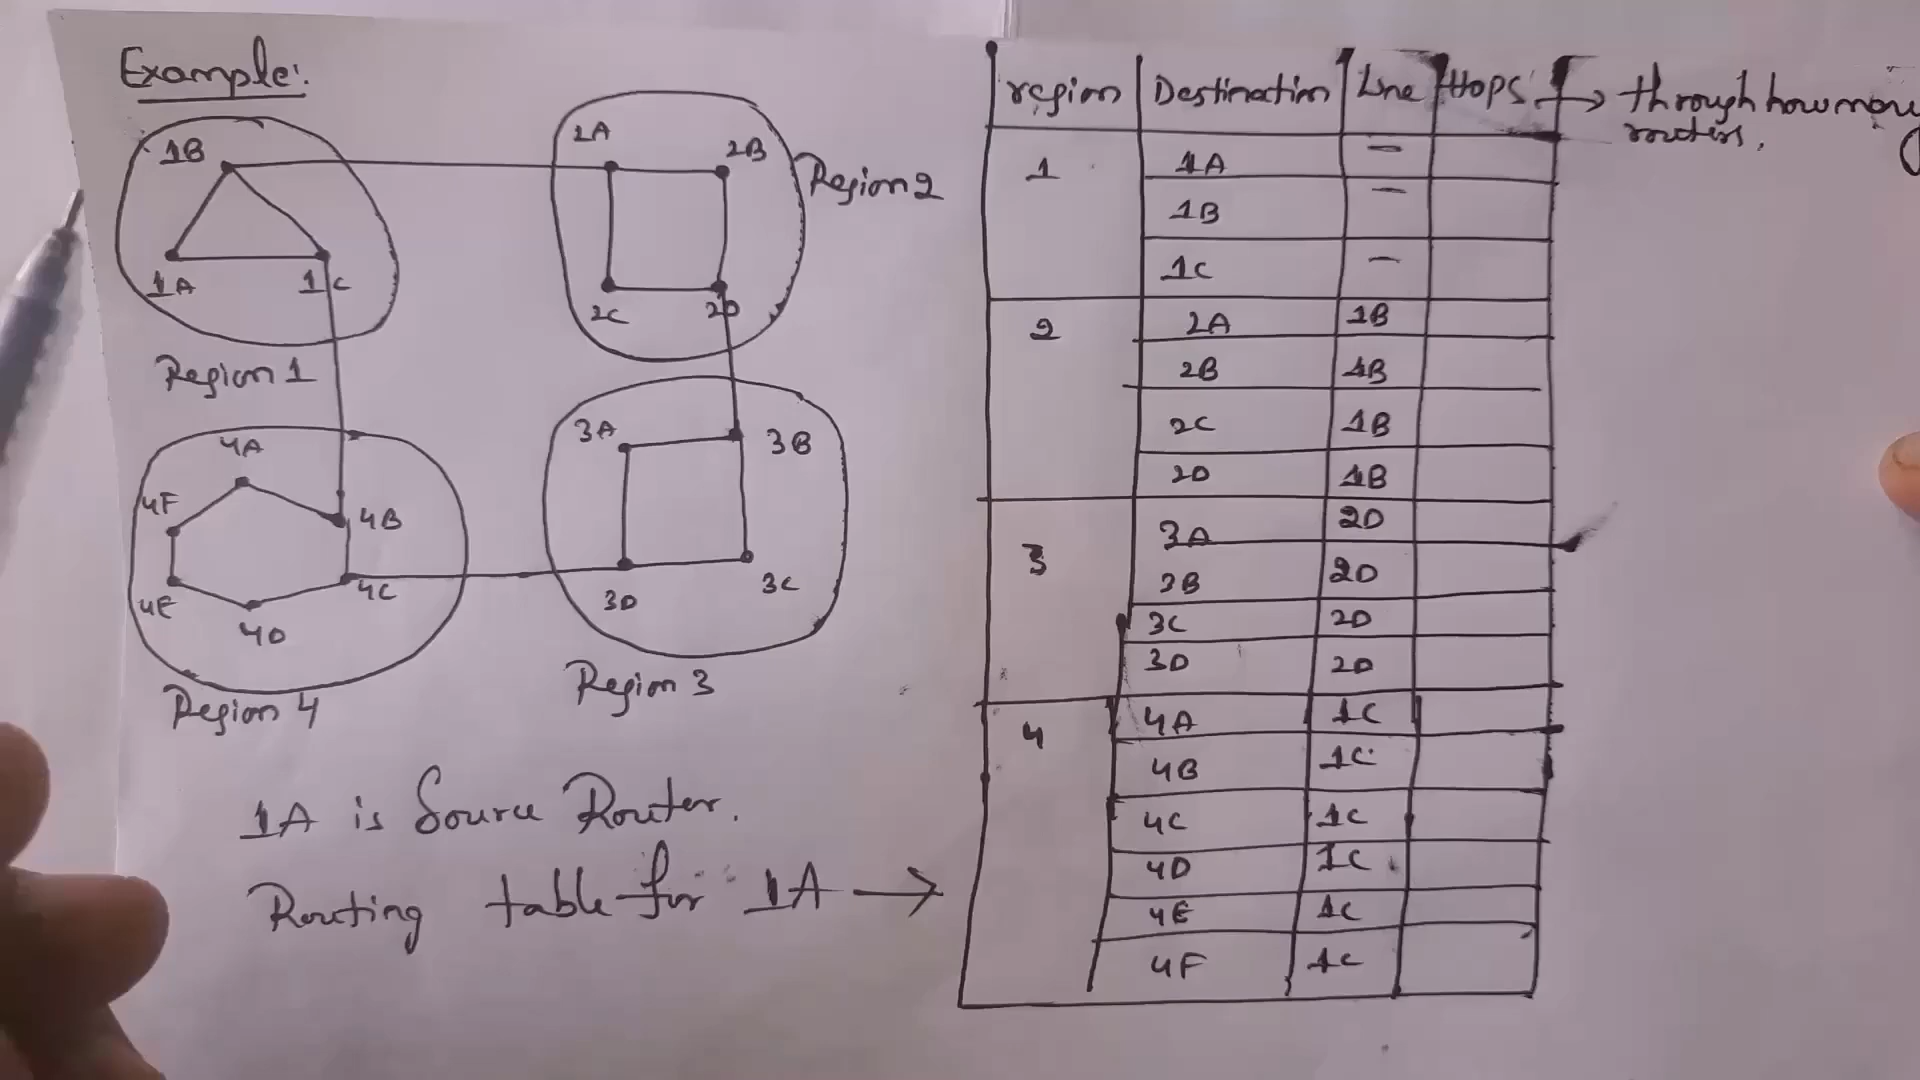 Example:
1B
1A
1C
Region 1
2A
2B
2C
2D
Region 2
3A
3B
3D
3C
Region 3
4A
4F
4B
4E
4C
4D
Region 4
1A is Source Router.
Routing table for 1A →
region Destination Line Hops → through how many
routers.
1 1A –
1B –
1C –
2 2A 1B
2B 1B
2C 1B
2D 1B
3 3A 2D
3B 2D
3C 2D
3D 2D
4 4A 1C
4B 1C
4C 1C
4D 1C
4E 1C
4F 1C